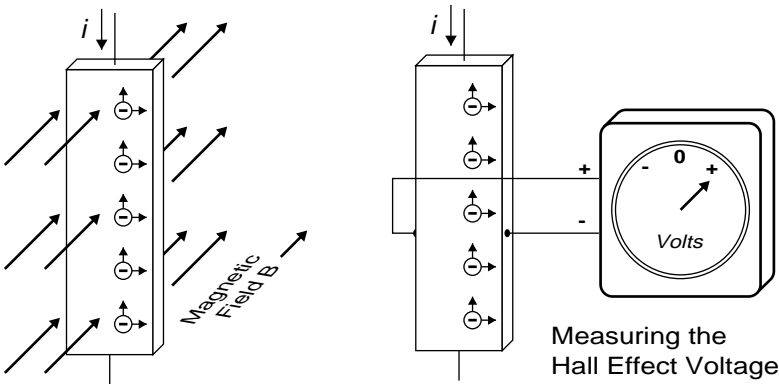 i
Magnetic
Field B
i
+
-
- 0 +
Volts
Measuring the
Hall Effect Voltage